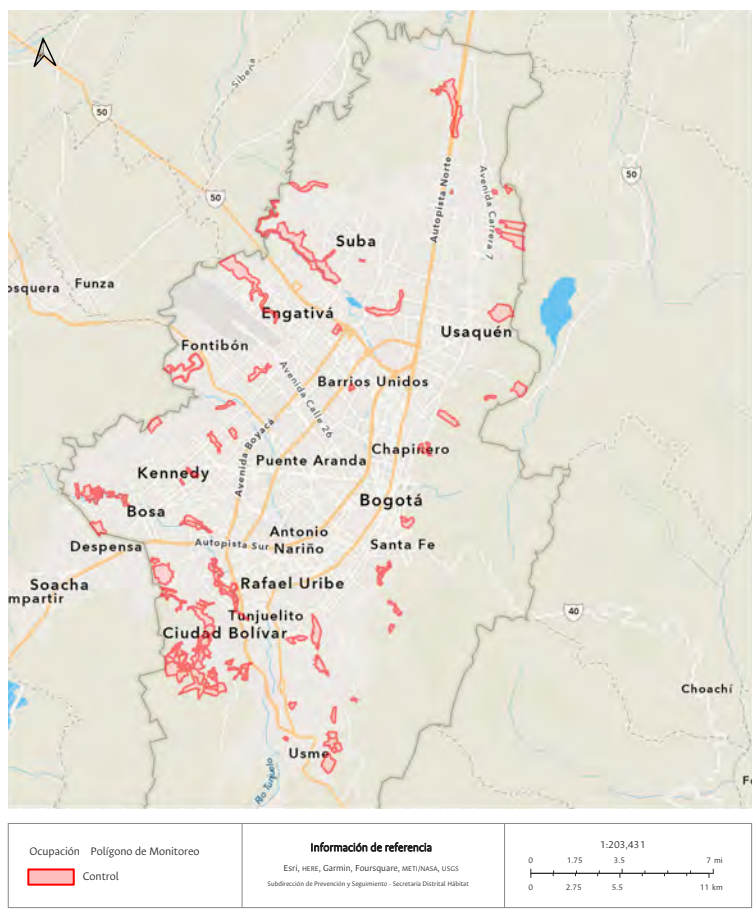 Siberia
50
50
50
Autopista Norte
Avenida Carrera 7
Suba
osquera
Funza
Engativá
Usaquén
Fontibón
Avenida Calle 26
Barrios Unidos
Avenida Boyacá
Chapinero
Puente Aranda
Kennedy
Bogotá
Bosa
Antonio
Nariño
Autopista Sur
Despensa
Santa Fe
Soacha
mpartir
Rafael Uribe
Tunjuelito
40
Ciudad Bolívar
Choachí
Usme
Río Tunjuelo
Fo
Ocupación Polígono de Monitoreo
Control
Información de referencia
Esri, HERE, Garmin, Foursquare, METI/NASA, USGS
Subdirección de Prevención y Seguimiento - Secretaría Distrital Hábitat
1:203,431
0 1.75 3.5 7 mi
0 2.75 5.5 11 km